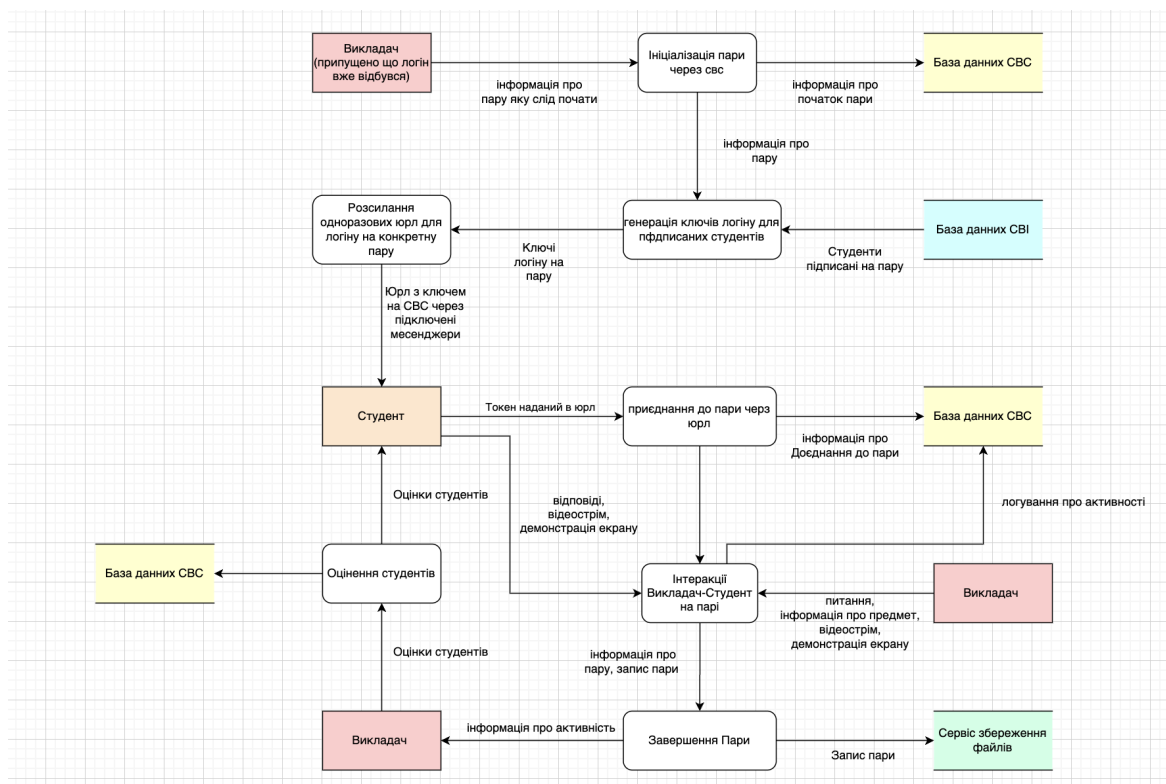 Викладач
(припущено що логін
вже відбувся)
інформація про
пару яку слід почати
Ініціалізація пари
через свс
інформація про
початок пари
База данних СВС
інформація про
пару
Розсилання
одноразових юрл для
логіну на конкретну
пару
Ключі
логіну на
пару
генерація ключів логіну для
пфдписаних студентів
Студенти
підписані на пару
База данних СВІ
Юрл з ключем
на СВС через
підключені
месенджери
Студент
Токен наданий в юрл
приєднання до пари черз
юрл
інформація про
Доєднання до пари
База данних СВС
Оцінки студентів
відповіді,
відеострім,
демонстрація екрану
логування про активності
База данних СВС
Оцінення студентів
Інтеракції
Викладач-Студент
на парі
питання,
інформація про предмет,
відеострім,
демонстрація екрану
Викладач
Оцінки студентів
інформація про
пару, запис пари
Викладач
інформація про активність
Завершення Пари
Запис пари
Сервіс збереження
файлів